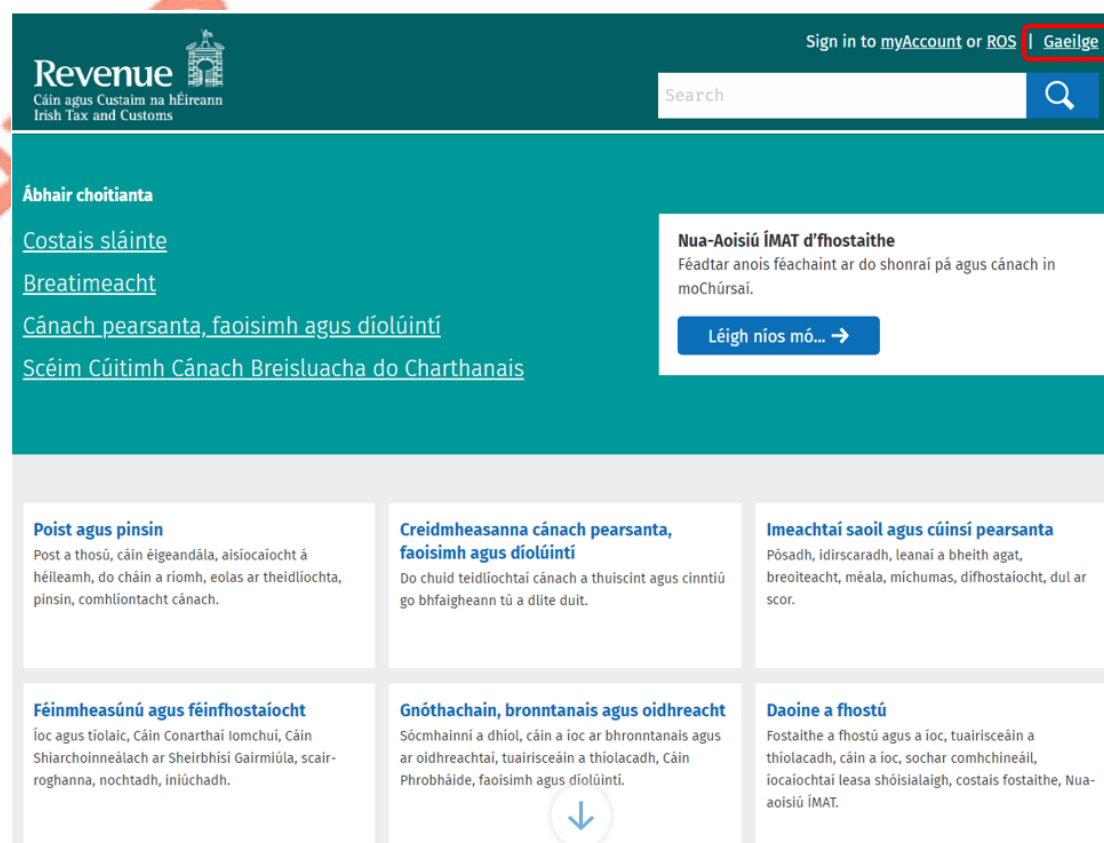 Sign in to myAccount or ROS | Gaeilge
Revenue
Cáin agus Custaim na hÉireann
Irish Tax and Customs
Search
Ábhair choitianta
Costais sláinte
Breatimeacht
Cánach pearsanta, faoisimh agus díolúintí
Scéim Cúitimh Cánach Breisluacha do Charthanais
Nua-Aoisiú ÍMAT d'fhostaithe
Féadtar anois féachaint ar do shonraí pá agus cánach in
moChúrsaí.
Léigh níos mó...
Poist agus pinsin
Post a thosú, cáin éigeandála, aisíocaíocht á
héileamh, do cháin a ríomh, eolas ar theidlíochta,
pinsin, comhlíontacht cánach.
Creidmheasanna cánach pearsanta,
faoisimh agus díolúintí
Do chuid teidlíochtaí cánach a thuiscint agus cinntiú
go bhfaigheann tú a dlite duit.
Imeachtaí saoil agus cúinsí pearsanta
Pósadh, idirscaradh, leanaí a bheith agat,
breoiteacht, méala, míchumas, dífhostaíocht, dul ar
scor.
Féinmheasúnú agus féinfhostaíocht
Íoc agus tíolaic, Cáin Conarthaí Iomchuí, Cáin
Shiarchoinneálach ar Sheirbhísí Gairmiúla, scair-
roghanna, nochtadh, iniúchadh.
Gnóthachain, bronntanais agus oidhreacht
Sócmhainní a dhíol, cáin a íoc ar bhronntanais agus
ar oidhreachtaí, tuairisceáin a thíolacadh, Cáin
Phrobháide, faoisimh agus díolúintí.
Daoine a fhostú
Fostaithe a fhostú agus a íoc, tuairisceáin a
thíolacadh, cáin a íoc, sochar comhchineáil,
íocaíochtaí leasa shóisialaigh, costais fostaithe, Nua-
aoisiú ÍMAT.